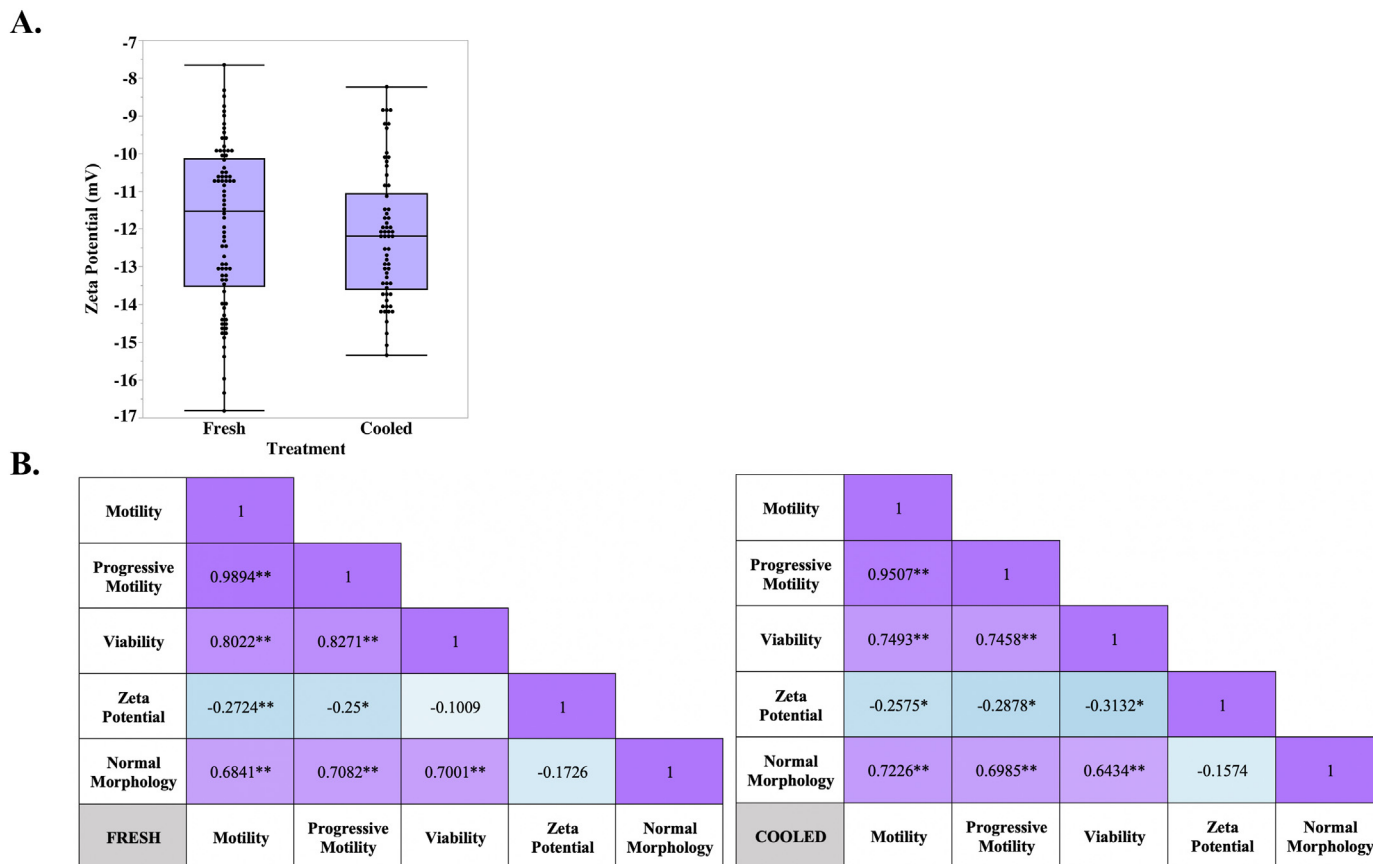 A.
-7
-8
-9
-10
-11
-12
-13
-14
-15
-16
-17
Zeta Potential (mV)
Fresh
Cooled
Treatment
B.
Motility
1
Progressive
Motility
0.9894**
1
Viability
0.8022**
0.8271**
1
Zeta
Potential
-0.2724**
-0.25*
-0.1009
1
Normal
Morphology
0.6841**
0.7082**
0.7001**
-0.1726
1
FRESH
Motility
Progressive
Motility
Viability
Zeta
Potential
Normal
Morphology
Motility
1
Progressive
Motility
0.9507**
1
Viability
0.7493**
0.7458**
1
Zeta
Potential
-0.2575*
-0.2878*
-0.3132*
1
Normal
Morphology
0.7226**
0.6985**
0.6434**
-0.1574
1
COOLED
Motility
Progressive
Motility
Viability
Zeta
Potential
Normal
Morphology